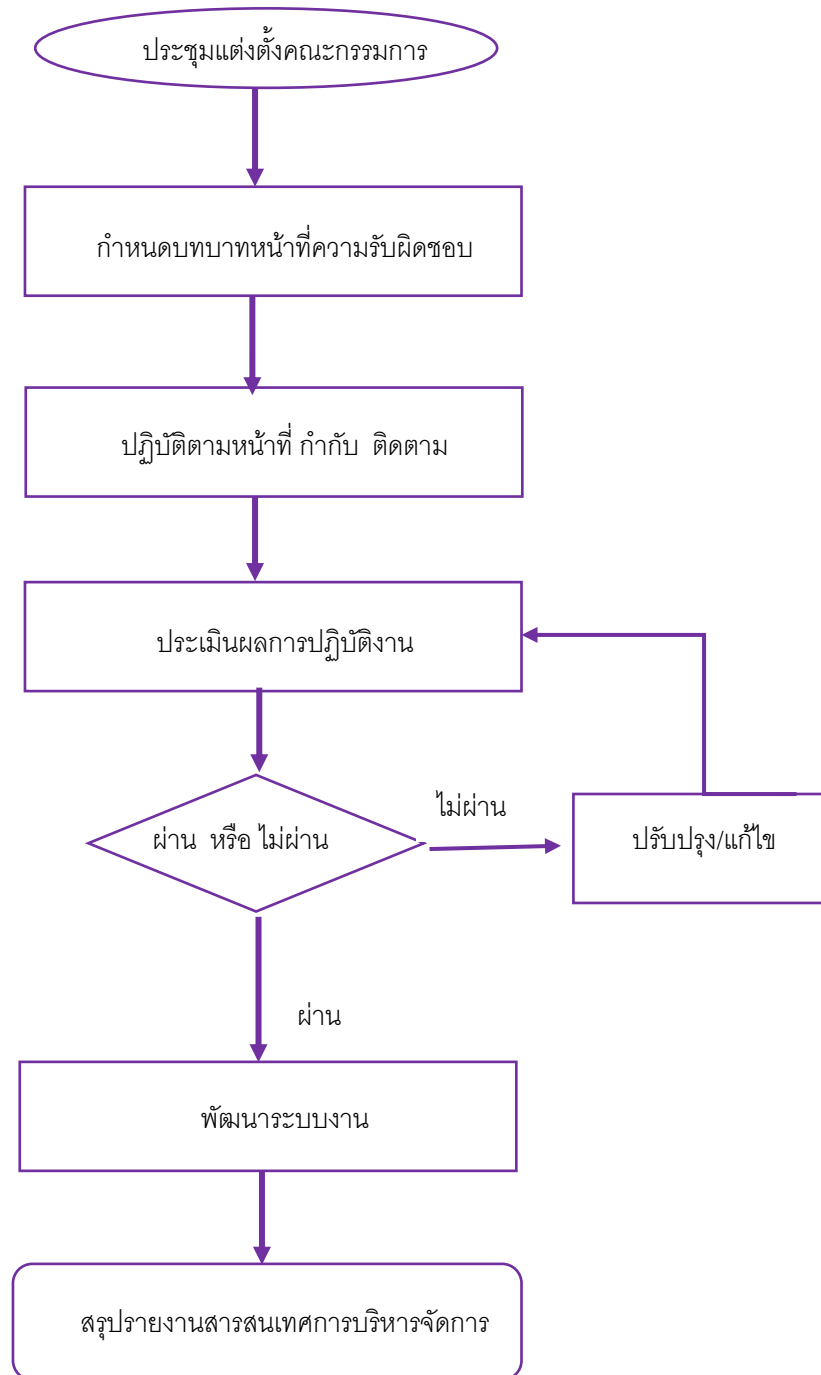 ประชุมแต่งตั้งคณะกรรมการ
กำหนดบทบาทหน้าที่ความรับผิดชอบ
ปฏิบัติตามหน้าที่ กำกับ ติดตาม
ประเมินผลการปฏิบัติงาน
ผ่าน หรือ ไม่ผ่าน
ไม่ผ่าน
ปรับปรุง/แก้ไข
ผ่าน
พัฒนาระบบงาน
สรุปรายงานสารสนเทศการบริหารจัดการ